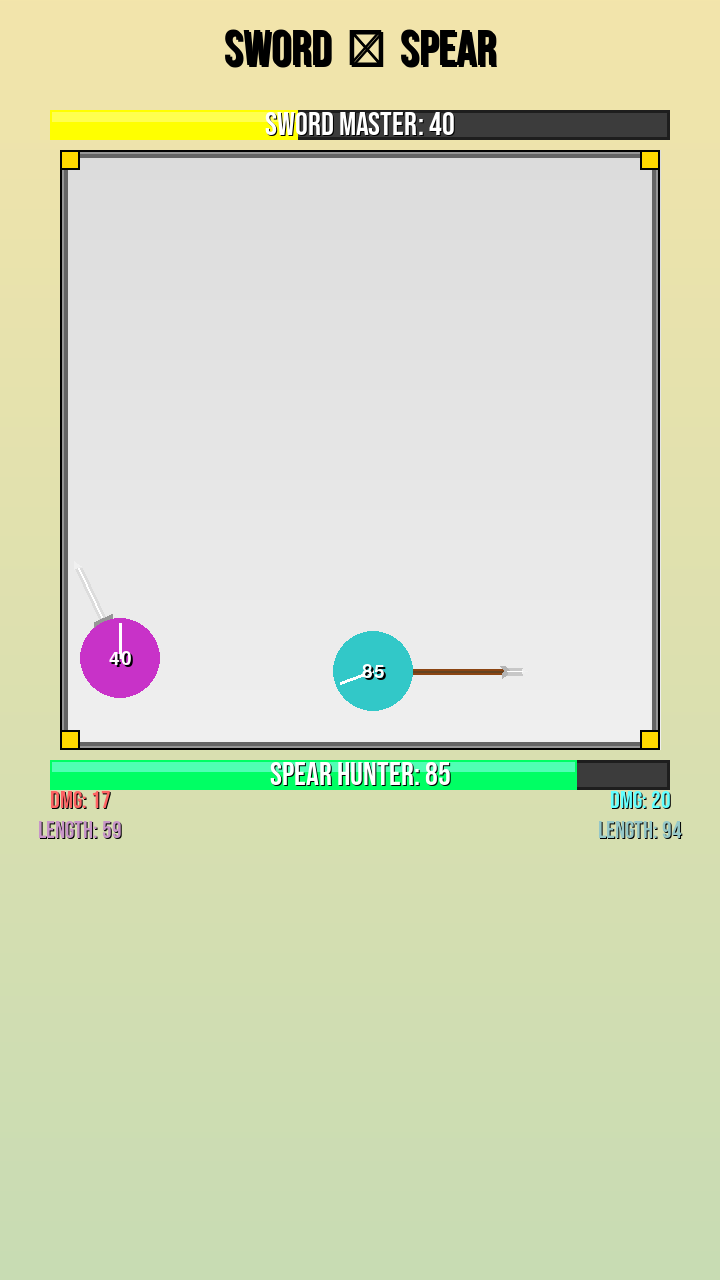 SWORD ⚔ SPEAR
SWORD MASTER: 40
40
85
SPEAR HUNTER: 85
DMG: 17
DMG: 20
LENGTH: 59
LENGTH: 94